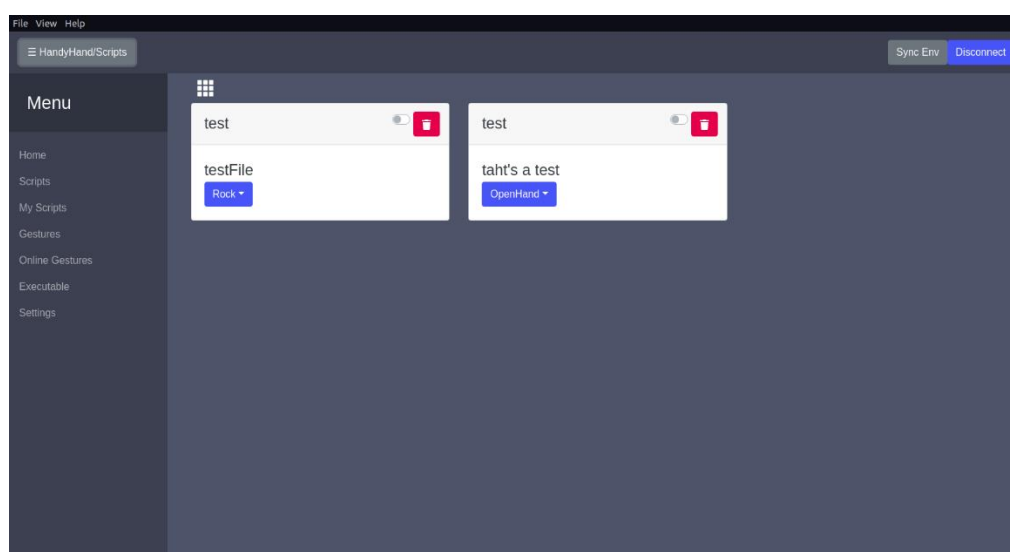 File View Help
☰ HandyHand/Scripts
Sync Env Disconnect
Menu
Home
Scripts
My Scripts
Gestures
Online Gestures
Executable
Settings
test
testFile
Rock
test
taht's a test
OpenHand